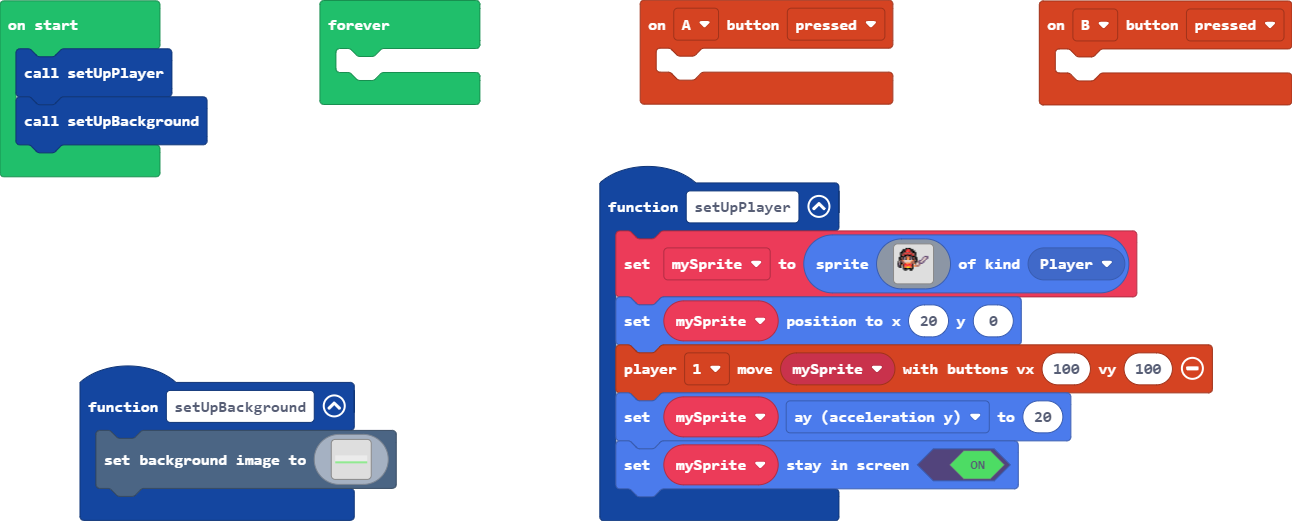 on start
call setUpPlayer
call setUpBackground
forever
on A button pressed
on B button pressed
function setUpPlayer
set mySprite to sprite of kind Player
set mySprite position to x 20 y 0
player 1 move mySprite with buttons vx 100 vy 100
set mySprite ay (acceleration y) to 20
set mySprite stay in screen ON
function setUpBackground
set background image to